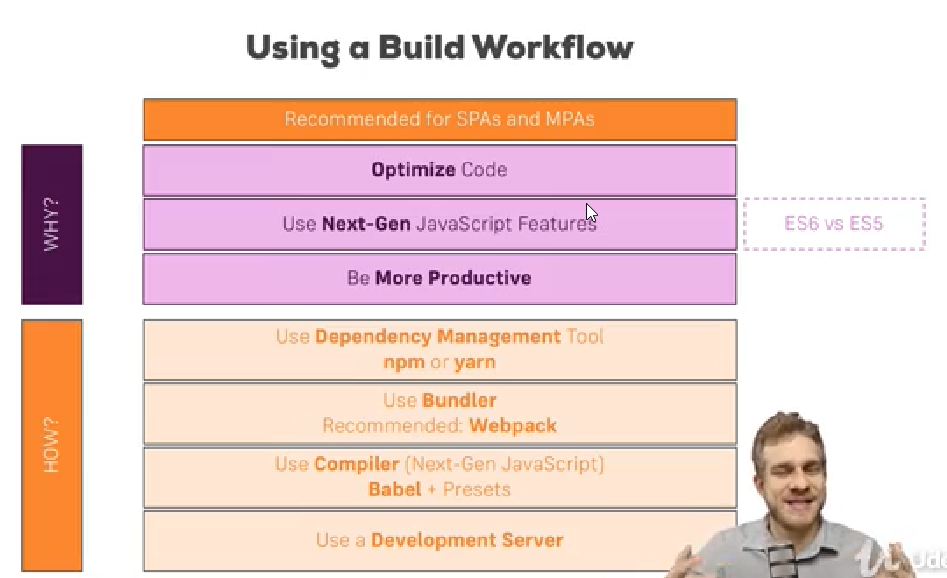 Using a Build Workflow
Recommended for SPAs and MPAs
WHY?
Optimize Code
Use Next-Gen JavaScript Features
ES6 vs ES5
Be More Productive
HOW?
Use Dependency Management Tool
npm or yarn
Use Bundler
Recommended: Webpack
Use Compiler (Next-Gen JavaScript)
Babel + Presets
Use a Development Server